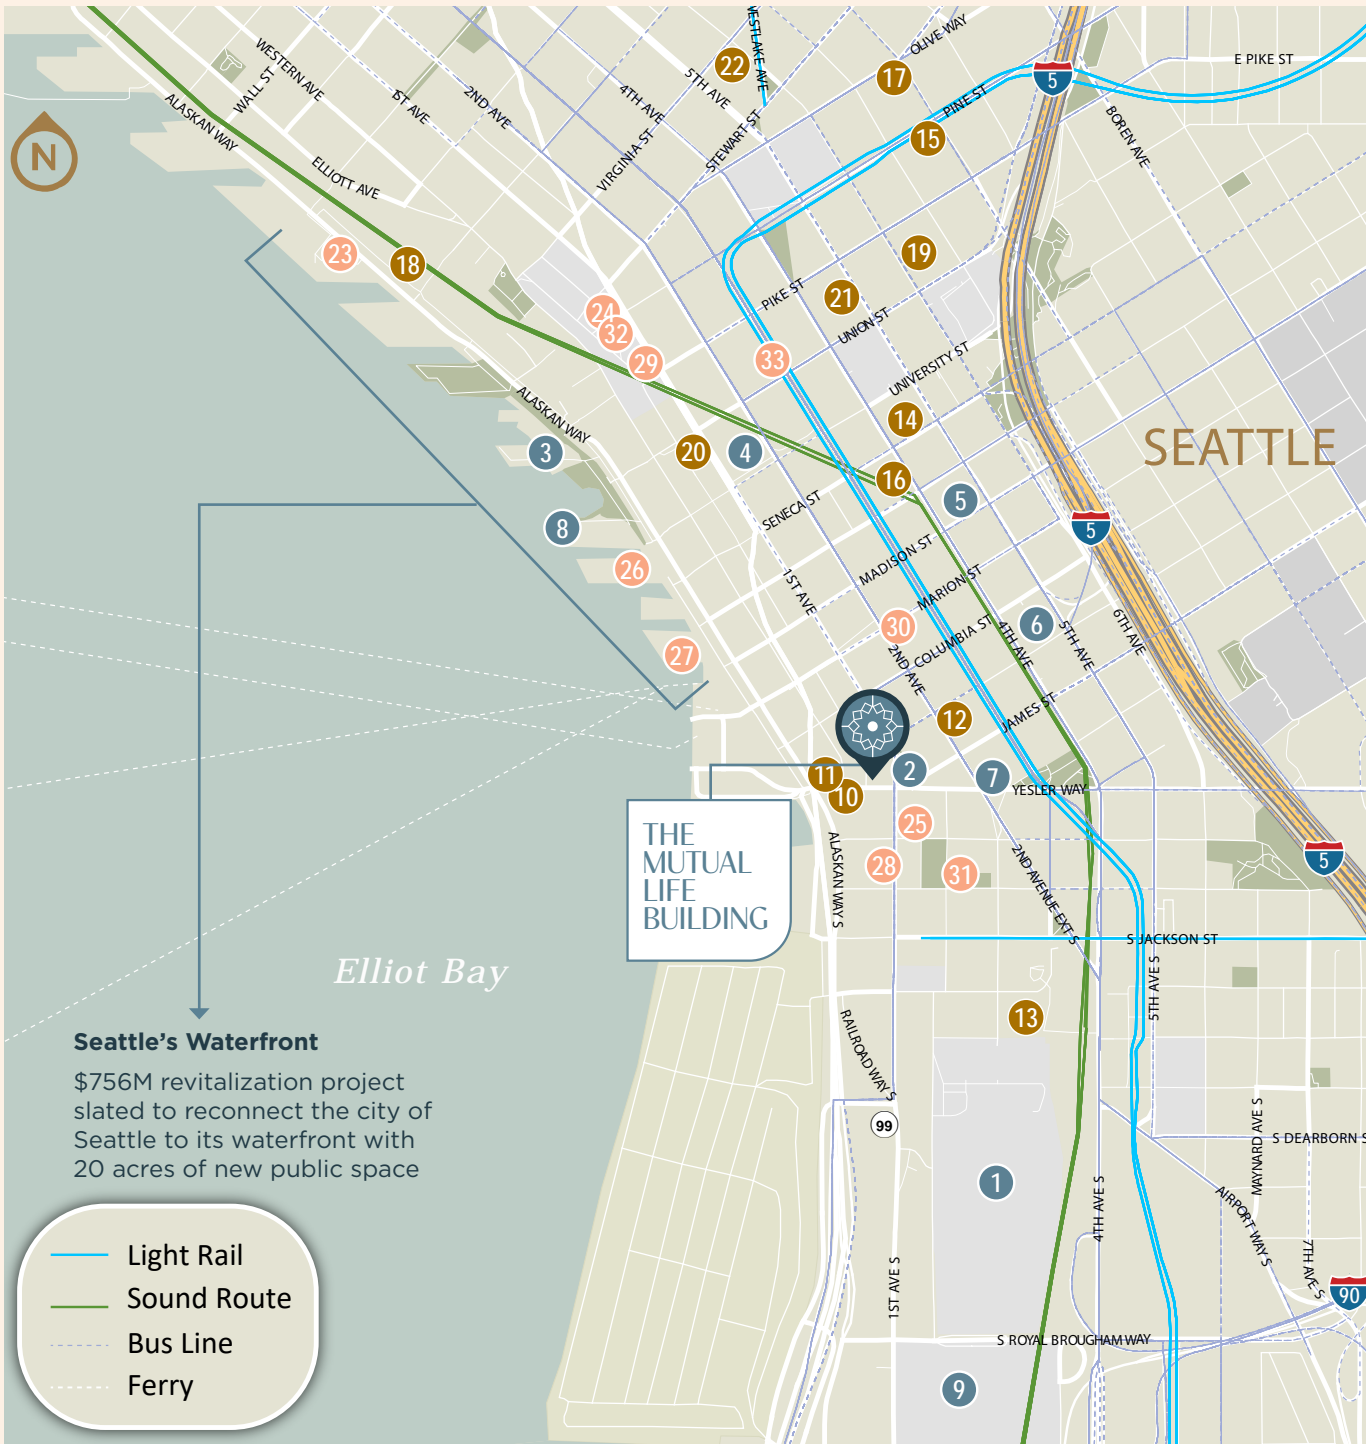 WESTLAKE AVE
OLIVE WAY
E PIKE ST
22
17
5
5TH AVE
WESTERN AVE
WALL ST
ALASKAN WAY
1ST AVE
2ND AVE
4TH AVE
STEWART ST
VIRGINIA ST
PINE ST
15
BOREN AVE
N
ELLIOTT AVE
23
18
19
24
32
29
PIKE ST
21
UNION ST
33
UNIVERSITY ST
ALASKAN WAY
14
SEATTLE
3
20
4
16
5
SENECA ST
8
5
26
MADISON ST
MARION ST
1ST AVE
30
COLUMBIA ST
6
4TH AVE
5TH AVE
6TH AVE
27
2ND AVE
12
JAMES ST
11
10
2
7
YESLER WAY
THE
MUTUAL
LIFE
BUILDING
25
28
31
5
ALASKAN WAY S
2ND AVENUE EXT S
S JACKSON ST
Elliot Bay
5TH AVE S
13
RAILROAD WAY S
Seattle's Waterfront
$756M revitalization project
slated to reconnect the city of
Seattle to its waterfront with
20 acres of new public space
99
S DEARBORN S
MAYNARD AVE S
1
4TH AVE S
AIRPORT WAY S
7TH AVE S
90
1ST AVE S
S ROYAL BROUGHAM WAY
9
Light Rail
Sound Route
Bus Line
Ferry